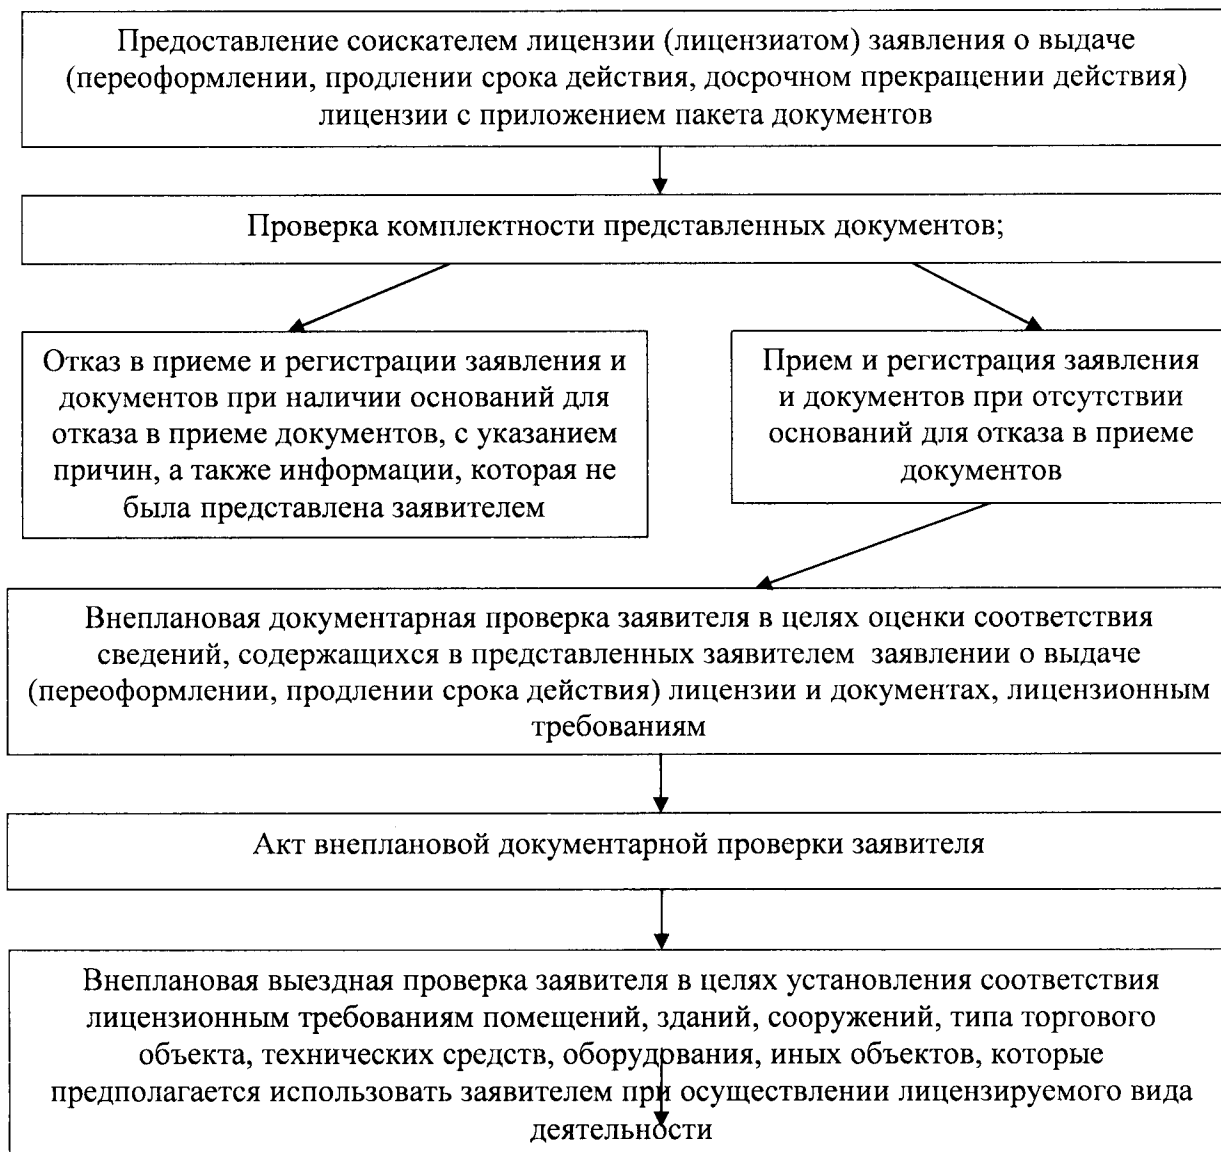 Предоставление соискателем лицензии (лицензиатом) заявления о выдаче
(переоформлении, продлении срока действия, досрочном прекращении действия)
лицензии с приложением пакета документов
Проверка комплектности представленных документов;
Отказ в приеме и регистрации заявления и
документов при наличии оснований для
отказа в приеме документов, с указанием
причин, а также информации, которая не
была представлена заявителем
Прием и регистрация заявления
и документов при отсутствии
оснований для отказа в приеме
документов
Внеплановая документарная проверка заявителя в целях оценки соответствия
сведений, содержащихся в представленных заявителем заявлении о выдаче
(переоформлении, продлении срока действия) лицензии и документах, лицензионным
требованиям
Акт внеплановой документарной проверки заявителя
Внеплановая выездная проверка заявителя в целях установления соответствия
лицензионным требованиям помещений, зданий, сооружений, типа торгового
объекта, технических средств, оборудования, иных объектов, которые
предполагается использовать заявителем при осуществлении лицензируемого вида
деятельности